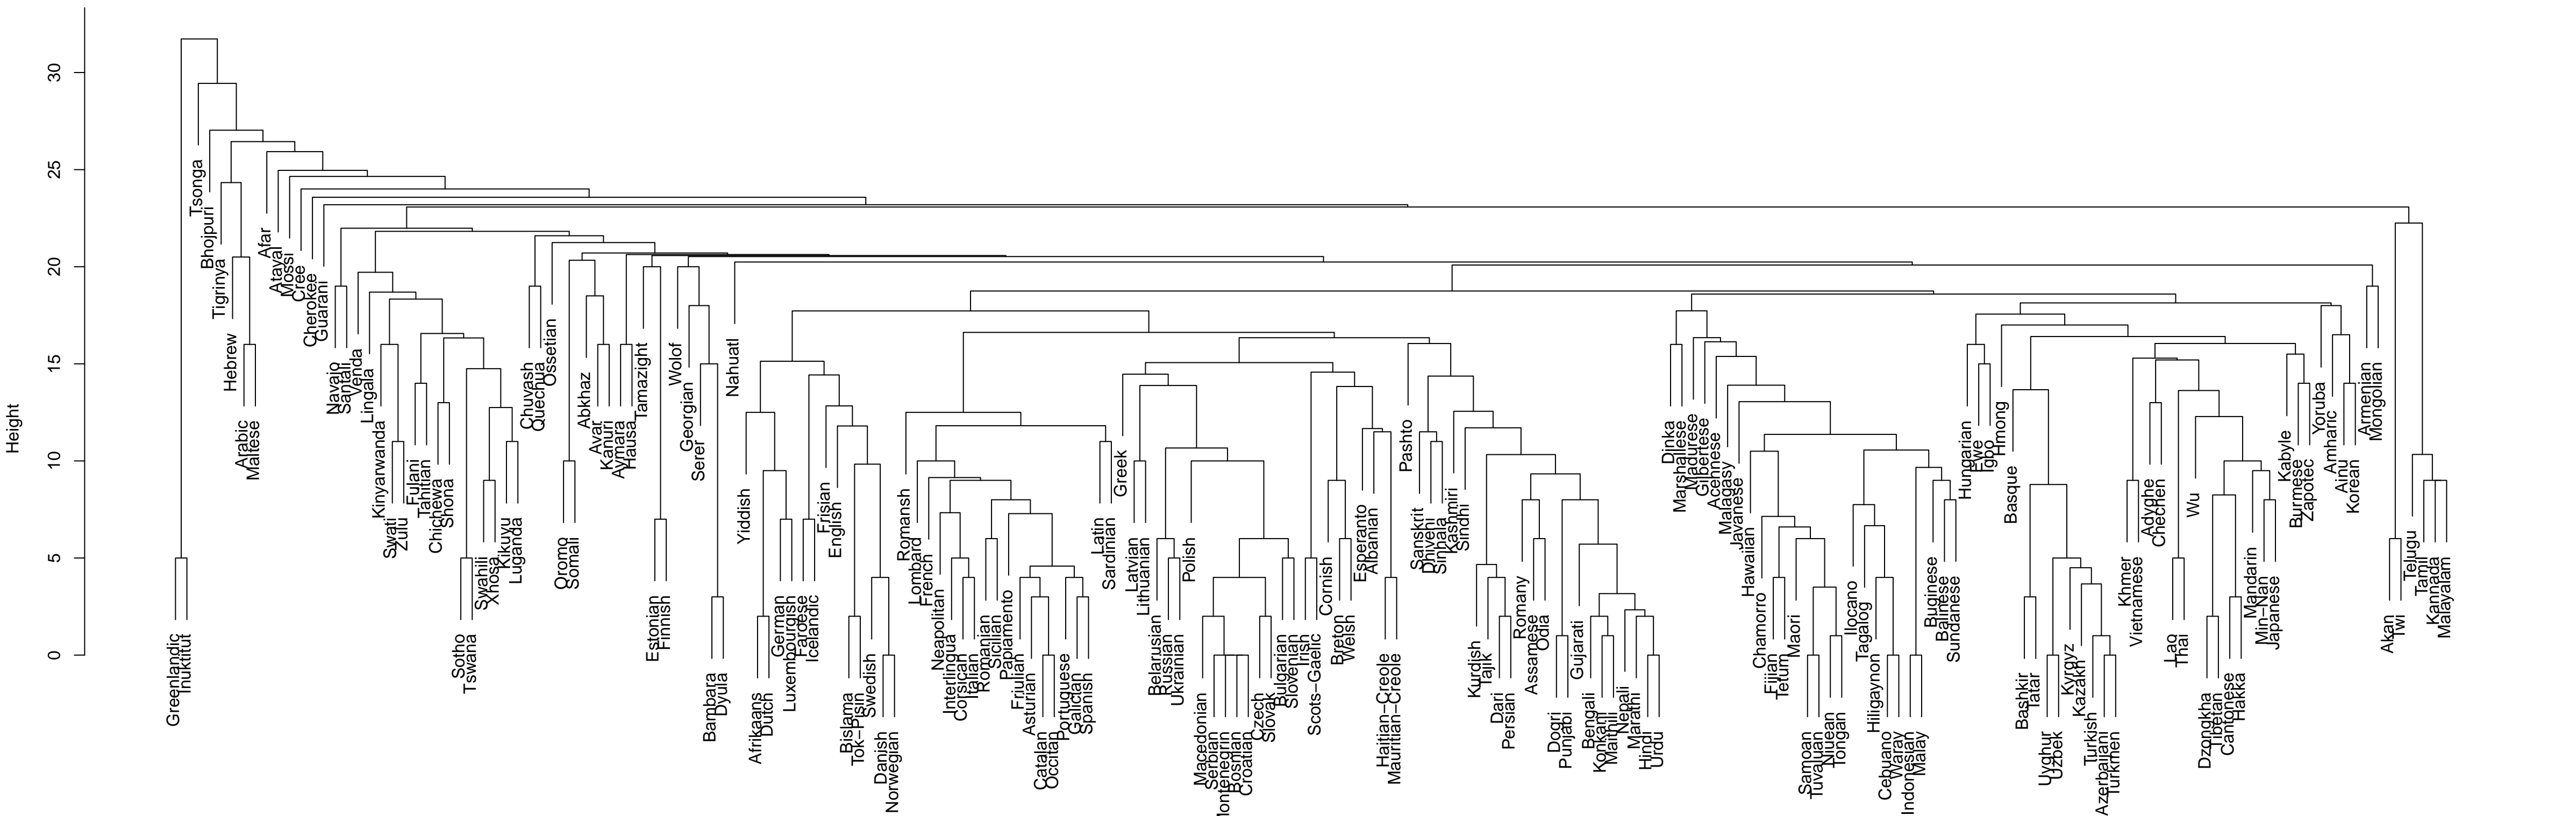 Height
0
5
10
15
20
25
30
Greenlandic
Inuktitut
Tsonga
Bhojpuri
Tigrinya
Hebrew
Arabic
Maltese
Afar
Atayal
Mossi
Cree
Cherokee
Guarani
Navajo
Santali
Venda
Lingala
Kinyarwanda
Swati
Zulu
Fulani
Tahitian
Chichewa
Shona
Sotho
Tswana
Swahili
Xhosa
Kikuyu
Luganda
Chuvash
Quechua
Ossetian
Oromo
Somali
Abkhaz
Avar
Kanuri
Aymara
Hausa
Tamazight
Estonian
Finnish
Wolof
Georgian
Serer
Bambara
Dyula
Nahuatl
Yiddish
Afrikaans
Dutch
German
Luxembourgish
Faroese
Icelandic
Frisian
English
Bislama
Tok−Pisin
Swedish
Danish
Norwegian
Romansh
Lombard
French
Neapolitan
Interlingua
Corsican
Italian
Romanian
Sicilian
Papiamento
Friulian
Asturian
Catalan
Occitan
Portuguese
Galician
Spanish
Latin
Sardinian
Greek
Latvian
Lithuanian
Belarusian
Russian
Ukrainian
Polish
Macedonian
Serbian
Bosnian
Croatian
Czech
Slovak
Bulgarian
Slovenian
Irish
Scots−Gaelic
Cornish
Breton
Welsh
Esperanto
Albanian
Haitian−Creole
Mauritian−Creole
Pashto
Sanskrit
Dhivehi
Sinhala
Kashmiri
Sindhi
Kurdish
Tajik
Dari
Persian
Romany
Assamese
Odia
Dogri
Punjabi
Gujarati
Bengali
Konkani
Maithili
Nepali
Marathi
Hindi
Urdu
Dinka
Marshallese
Madurese
Gilbertese
Acehnese
Malagasy
Javanese
Hawaiian
Chamorro
Fijian
Tetum
Maori
Samoan
Tuvaluan
Niuean
Tongan
Ilocano
Tagalog
Hiligaynon
Cebuano
Waray
Indonesian
Malay
Buginese
Balinese
Sundanese
Hungarian
Ewe
Igbo
Hmong
Basque
Bashkir
Tatar
Uyghur
Uzbek
Kyrgyz
Kazakh
Turkish
Azerbaijani
Turkmen
Khmer
Vietnamese
Adyghe
Chechen
Lao
Thai
Wu
Dzongkha
Tibetan
Cantonese
Hakka
Mandarin
Min−Nan
Japanese
Kabyle
Burmese
Zapotec
Yoruba
Amharic
Ainu
Korean
Armenian
Mongolian
Akan
Twi
Telugu
Tamil
Kannada
Malayalam